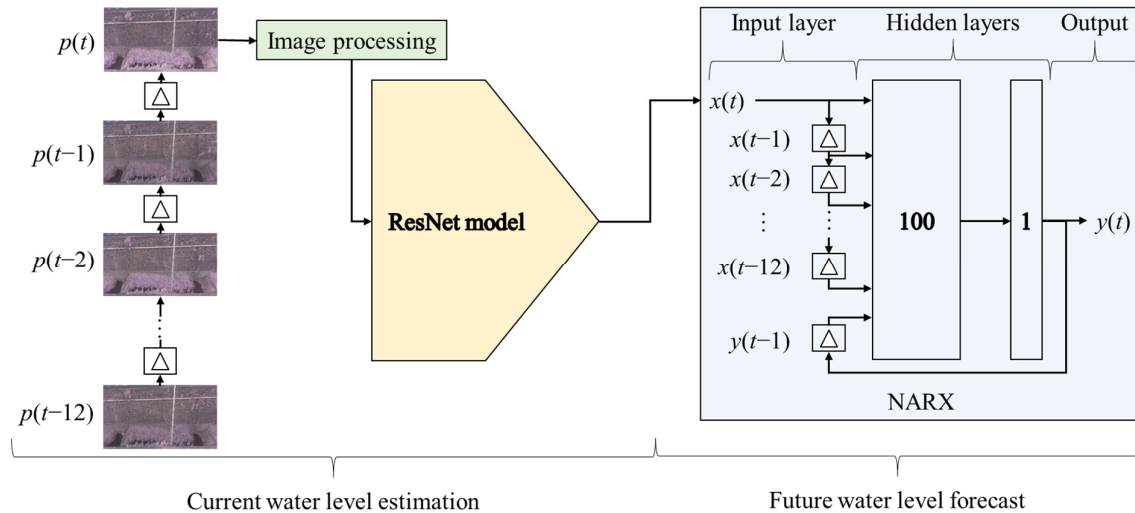 p(t)
Image processing
p(t−1)
p(t−2)
⋮
p(t−12)
ResNet model
Current water level estimation
Input layer
Hidden layers
Output
x(t)
x(t−1)
x(t−2)
⋮
⋮
x(t−12)
y(t−1)
100
1
y(t)
NARX
Future water level forecast